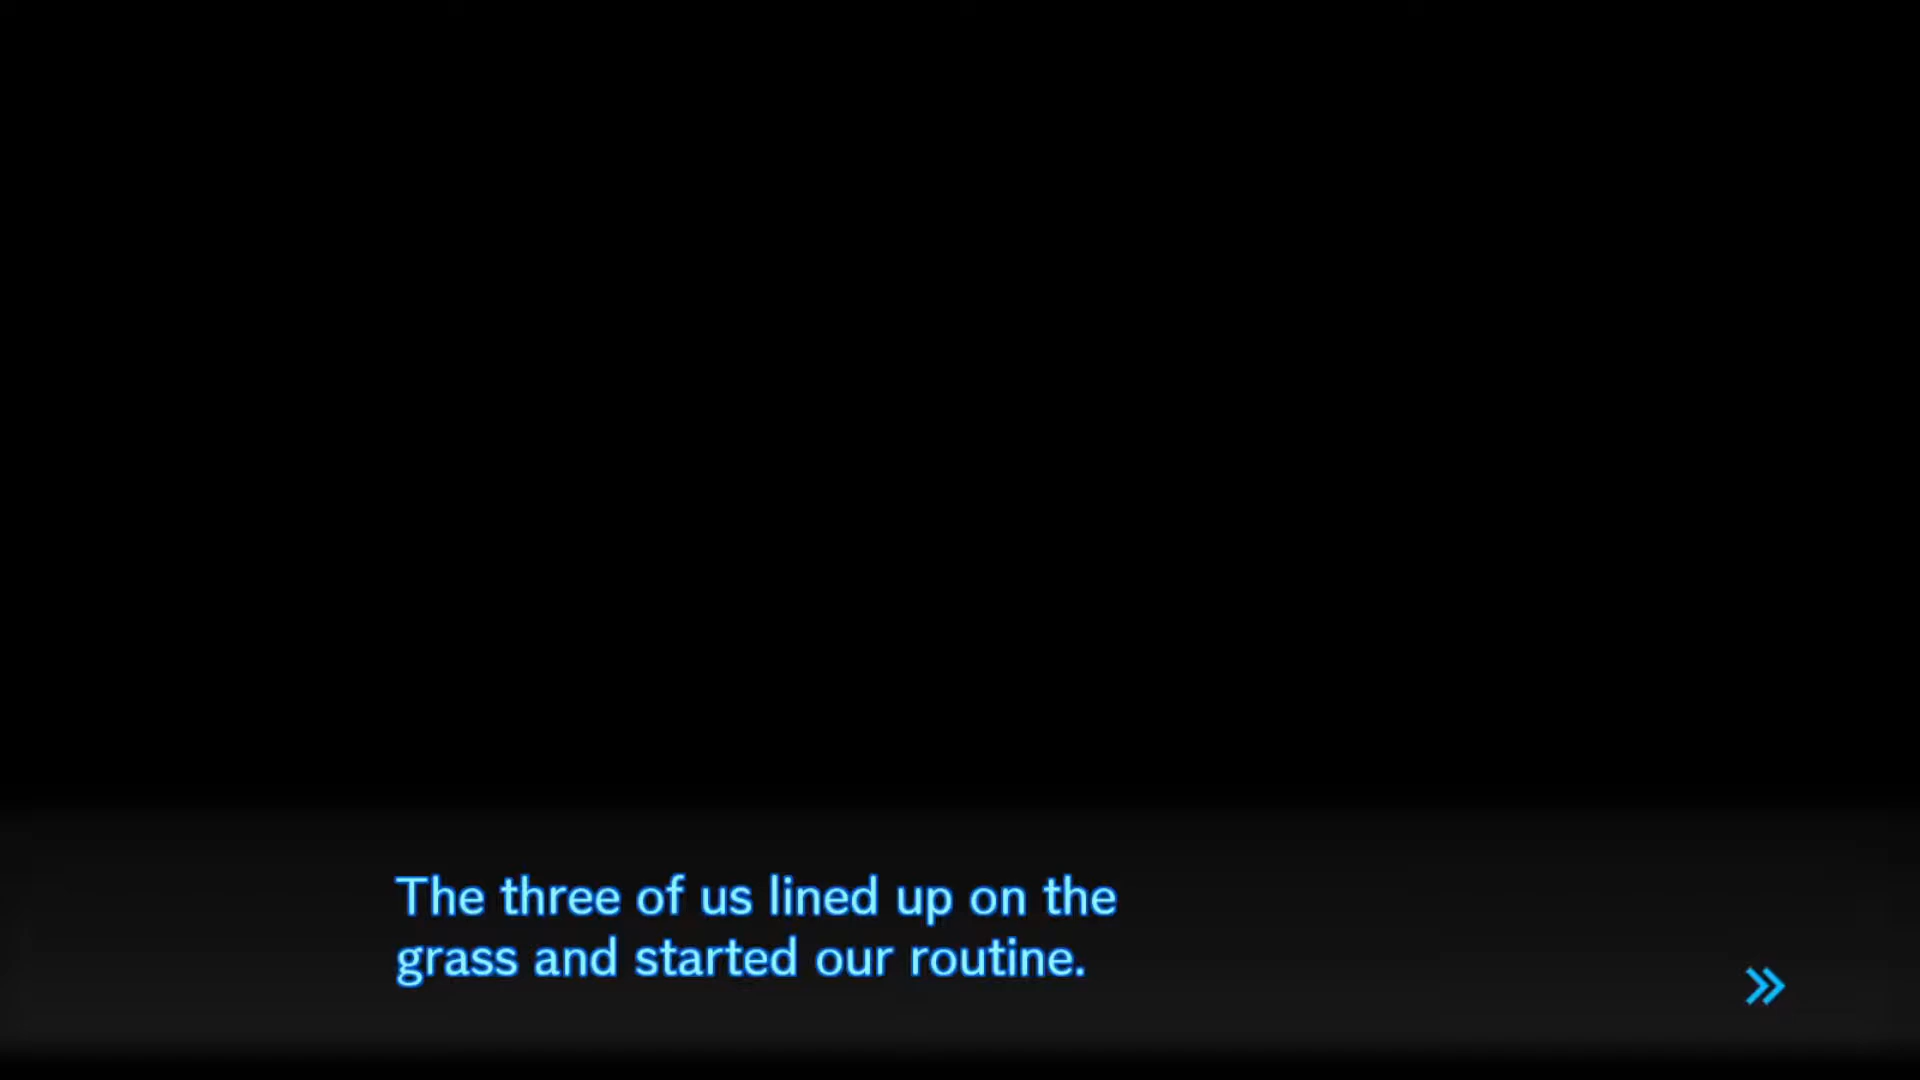 The three of us lined up on the
grass and started our routine.